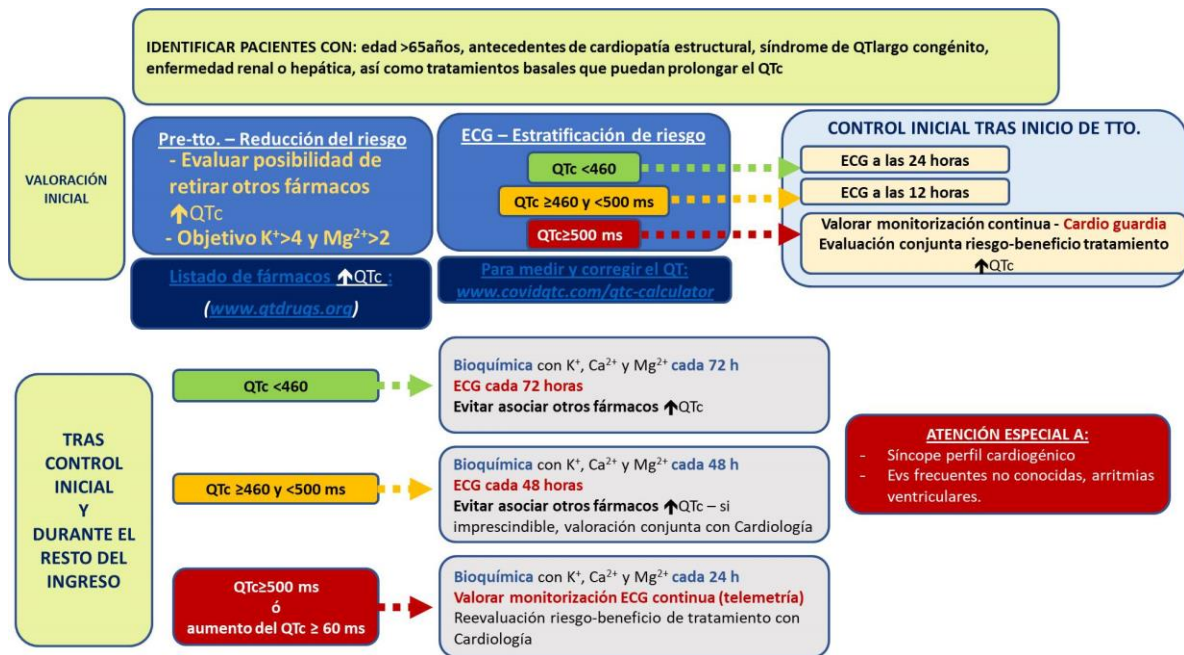 IDENTIFICAR PACIENTES CON: edad >65años, antecedentes de cardiopatía estructural, síndrome de QTlargo congénito,
enfermedad renal o hepática, así como tratamientos basales que puedan prolongar el QTc
VALORACIÓN
INICIAL
Pre-tto. – Reducción del riesgo
- Evaluar posibilidad de
retirar otros fármacos
↑QTc
- Objetivo K⁺>4 y Mg²⁺>2
Listado de fármacos ↑QTc :
(www.qtdrugs.org)
ECG – Estratificación de riesgo
QTc <460
QTc ≥460 y <500 ms
QTc≥500 ms
Para medir y corregir el QT:
www.covidqtc.com/qtc-calculator
CONTROL INICIAL TRAS INICIO DE TTO.
ECG a las 24 horas
ECG a las 12 horas
Valorar monitorización continua - Cardio guardia
Evaluación conjunta riesgo-beneficio tratamiento
↑QTc
TRAS
CONTROL
INICIAL
Y
DURANTE EL
RESTO DEL
INGRESO
QTc <460
Bioquímica con K⁺, Ca²⁺ y Mg²⁺ cada 72 h
ECG cada 72 horas
Evitar asociar otros fármacos ↑QTc
QTc ≥460 y <500 ms
Bioquímica con K⁺, Ca²⁺ y Mg²⁺ cada 48 h
ECG cada 48 horas
Evitar asociar otros fármacos ↑QTc – si
imprescindible, valoración conjunta con Cardiología
QTc≥500 ms
ó
aumento del QTc ≥ 60 ms
Bioquímica con K⁺, Ca²⁺ y Mg²⁺ cada 24 h
Valorar monitorización ECG continua (telemetría)
Reevaluación riesgo-beneficio de tratamiento con
Cardiología
ATENCIÓN ESPECIAL A:
- Síncope perfil cardiogénico
- Evs frecuentes no conocidas, arritmias
ventriculares.